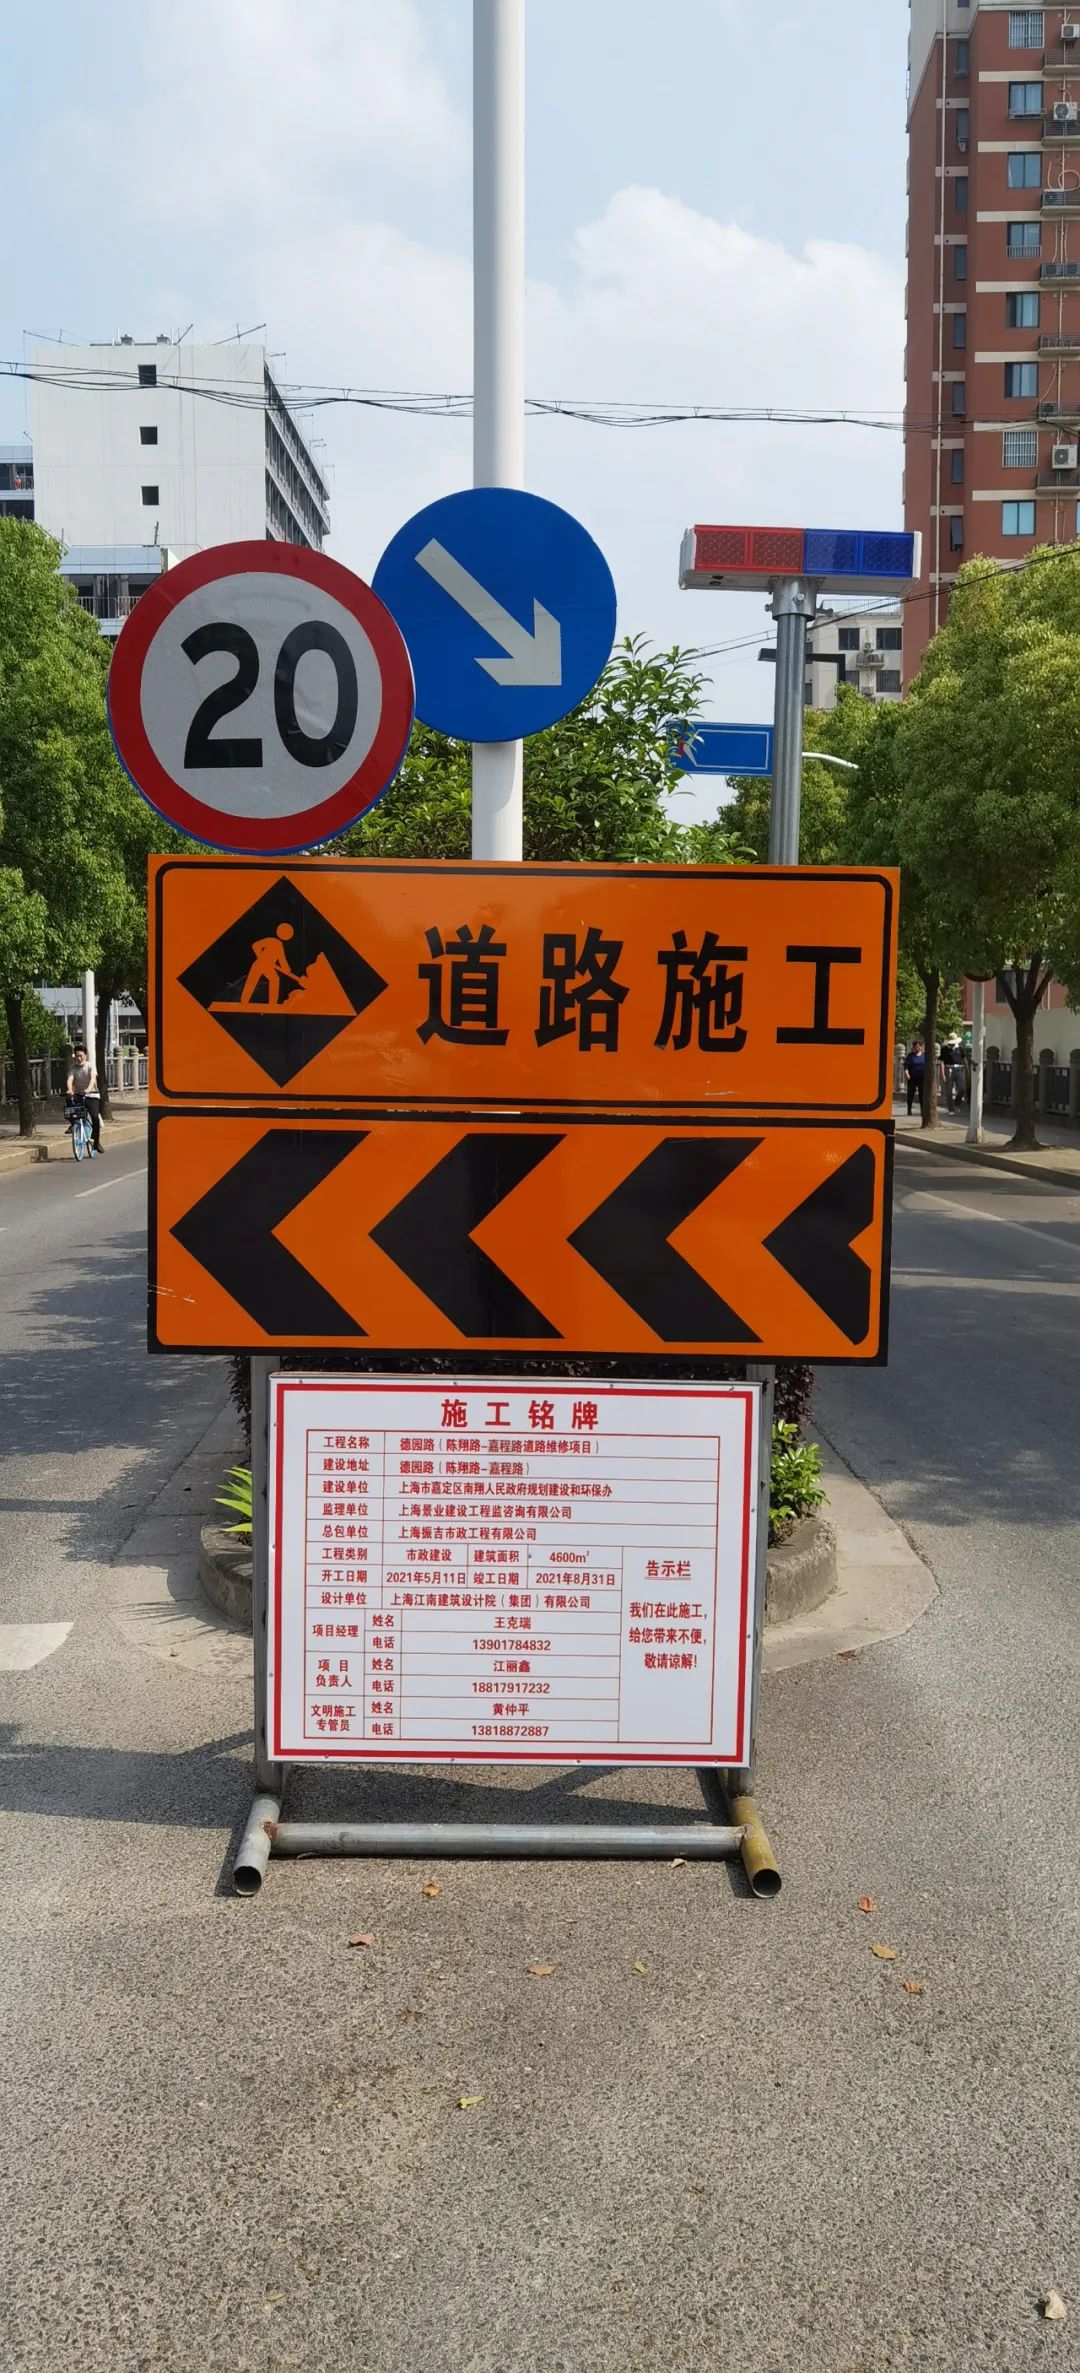 20
道路施工
施工铭牌
工程名称 德园路（陈翔路-嘉程路道路维修项目）
建设地址 德园路（陈翔路-嘉程路）
建设单位 上海市嘉定区南翔人民政府规划建设和环保办
监理单位 上海景业建设工程监咨询有限公司
总包单位 上海振吉市政工程有限公司
工程类别 市政建设 建筑面积 4600m²
开工日期 2021年5月11日 竣工日期 2021年8月31日
设计单位 上海江南建筑设计院（集团）有限公司
项目经理 姓名 王克瑞
电话 13901784832
项目负责人 姓名 江丽鑫
电话 18817917232
文明施工专管员 姓名 黄仲平
电话 13818872887
告示栏
我们在此施工，
给您带来不便，
敬请谅解！